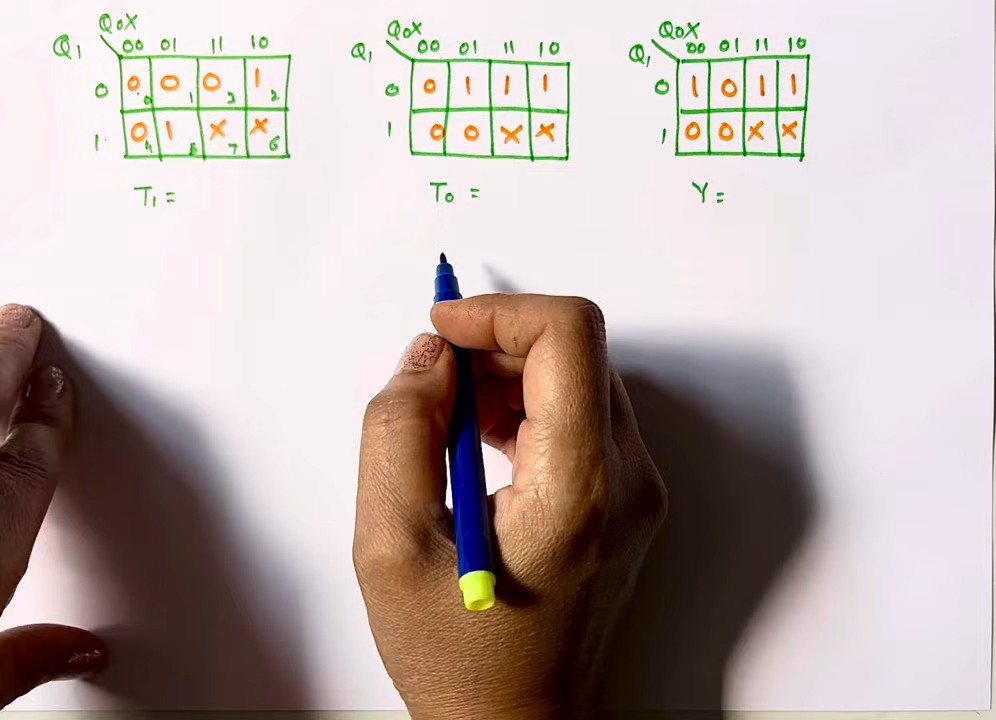 Q0X Q0X Q0X
Q1 00 01 11 10 Q1 00 01 11 10 Q1 00 01 11 10
0 0 0 0 1 1 0 3 1 2 0 0 1 1 1 0 1 0 1 1
1 0 4 1 5 X 7 X 6 1 0 0 X X 1 0 0 X X
T1 = T0 = Y =